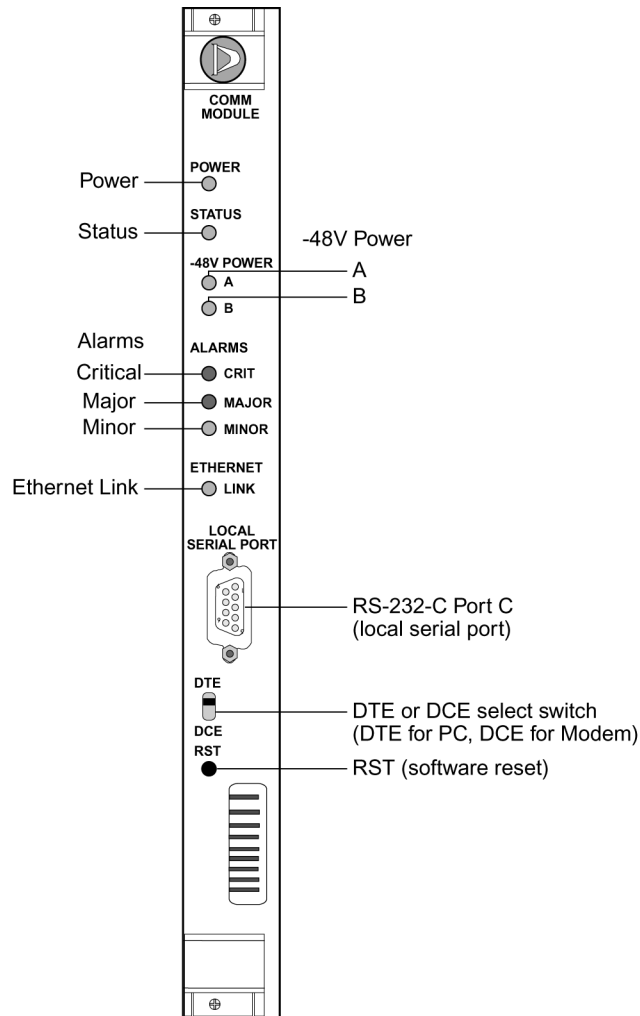 COMM
MODULE
POWER
Power
STATUS
Status
-48V Power
-48V POWER
A
A
B
B
Alarms
ALARMS
Critical
CRIT
Major
MAJOR
Minor
MINOR
ETHERNET
Ethernet Link
LINK
LOCAL
SERIAL PORT
RS-232-C Port C
(local serial port)
DTE
DTE or DCE select switch
(DTE for PC, DCE for Modem)
DCE
RST
RST (software reset)